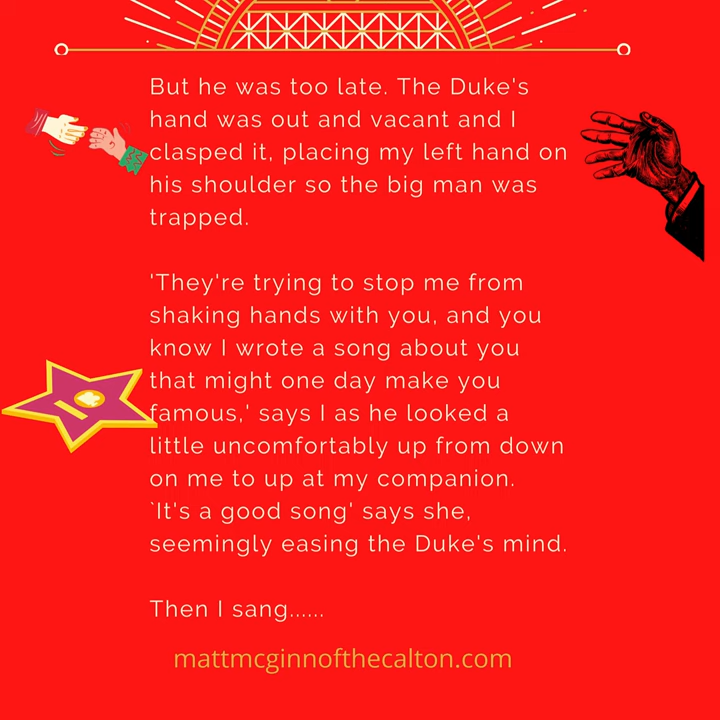 But he was too late. The Duke's
hand was out and vacant and I
clasped it, placing my left hand on
his shoulder so the big man was
trapped.
'They're trying to stop me from
shaking hands with you, and you
know I wrote a song about you
that might one day make you
famous,' says I as he looked a
little uncomfortably up from down
on me to up at my companion.
`It's a good song' says she,
seemingly easing the Duke's mind.
Then I sang......
mattmcginnofthecalton.com